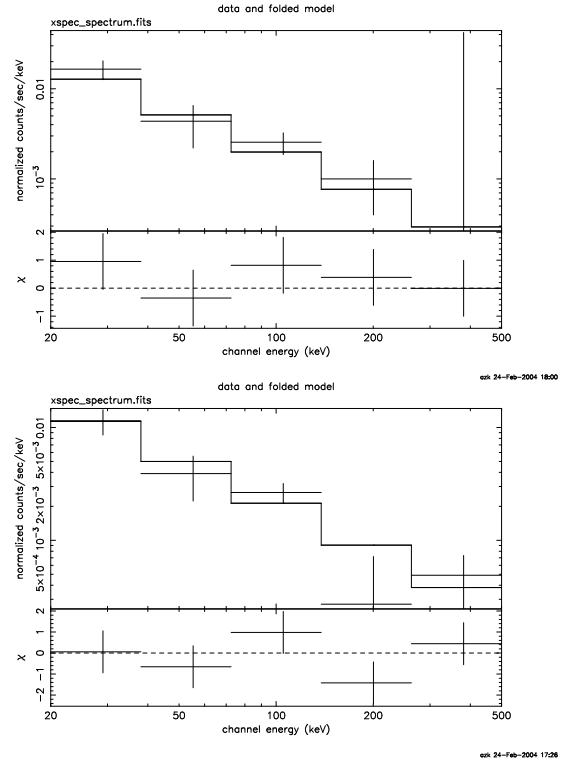 data and folded model
xspec_spectrum.fits
normalized counts/sec/keV
0.01
10−3
χ
2
1
0
−1
20
50
100
200
500
channel energy (keV)
azk 24−Feb−2004 18:00
data and folded model
xspec_spectrum.fits
normalized counts/sec/keV
0.01
5×10−3
2×10−3
10−3
5×10−4
χ
2
1
0
−1
−2
20
50
100
200
500
channel energy (keV)
azk 24−Feb−2004 17:26